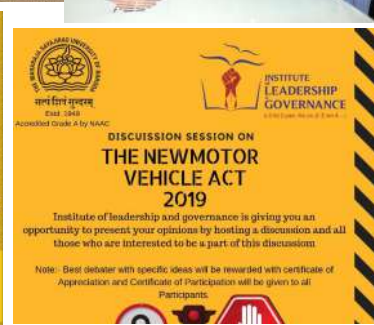 THE MAHARAJA SAYAJIRAO UNIVERSITY OF BARODA
सत्यं शिवं सुन्दरम्
Estd. 1949
Accredited Grade A by NAAC
INSTITUTE
LEADERSHIP
GOVERNANCE
DISCUISSION SESSION ON
THE NEWMOTOR
VEHICLE ACT
2019
Institute of leadership and governance is giving you an
opportunity to present your opinions by hosting a discussion and all
those who are interested to be a part of this discussiom
Note:- Best debater with specific ideas will be rewarded with certificate of
Appreciation and Certificate of Participation will be given to all
Participants.